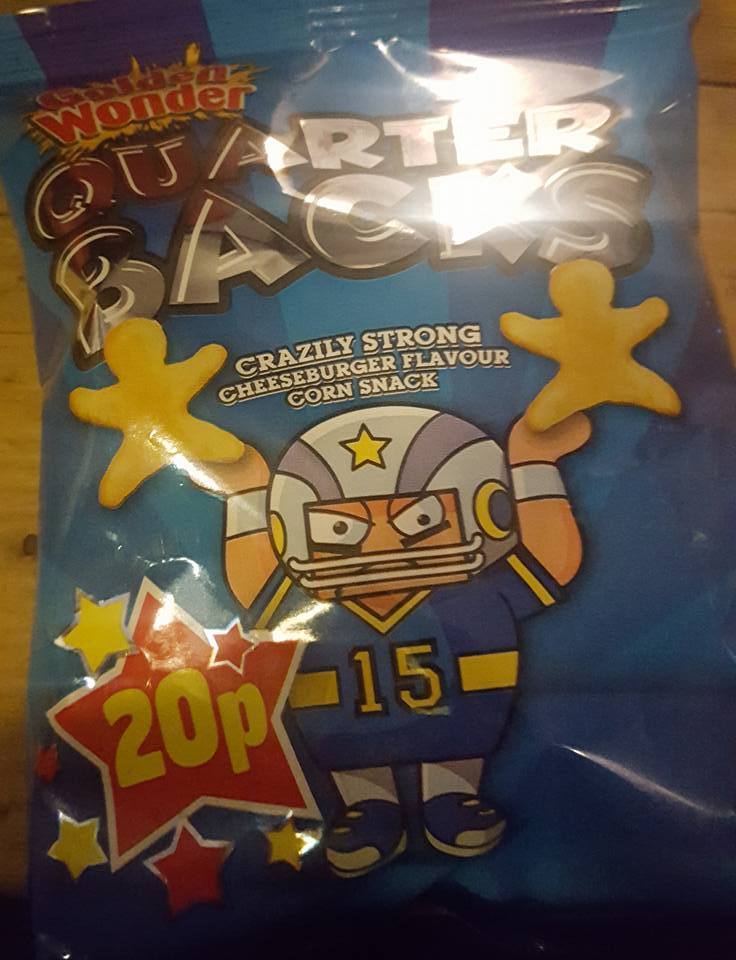 Golden
Wonder
QUARTER
BACKS
CRAZILY STRONG
CHEESEBURGER FLAVOUR
CORN SNACK
15
20p